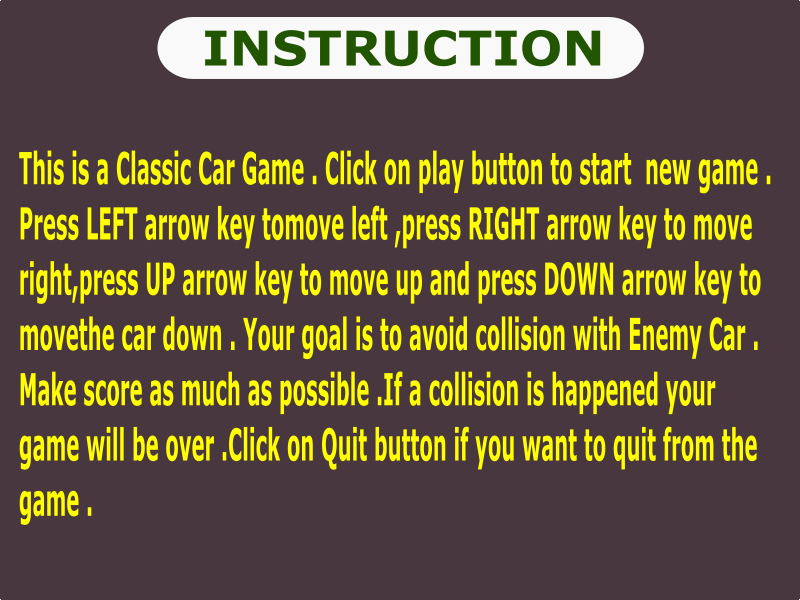 INSTRUCTION
This is a Classic Car Game . Click on play button to start  new game .
Press LEFT arrow key tomove left ,press RIGHT arrow key to move
right,press UP arrow key to move up and press DOWN arrow key to
movethe car down . Your goal is to avoid collision with Enemy Car .
Make score as much as possible .If a collision is happened your
game will be over .Click on Quit button if you want to quit from the
game .